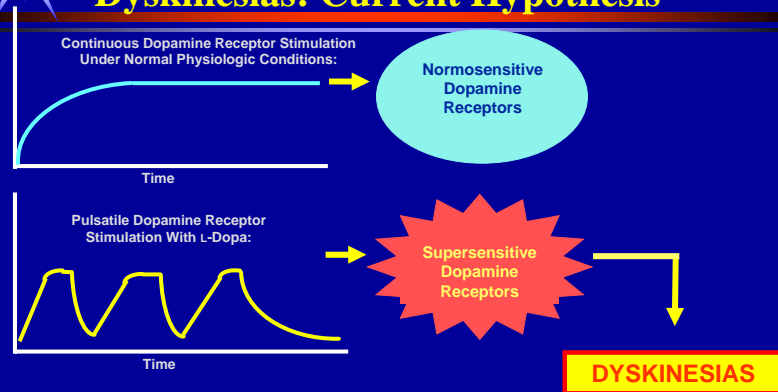 Dyskinesias: Current Hypothesis
Continuous Dopamine Receptor Stimulation
Under Normal Physiologic Conditions:
Normosensitive
Dopamine
Receptors
Time
Pulsatile Dopamine Receptor
Stimulation With L-Dopa:
Supersensitive
Dopamine
Receptors
Time
DYSKINESIAS